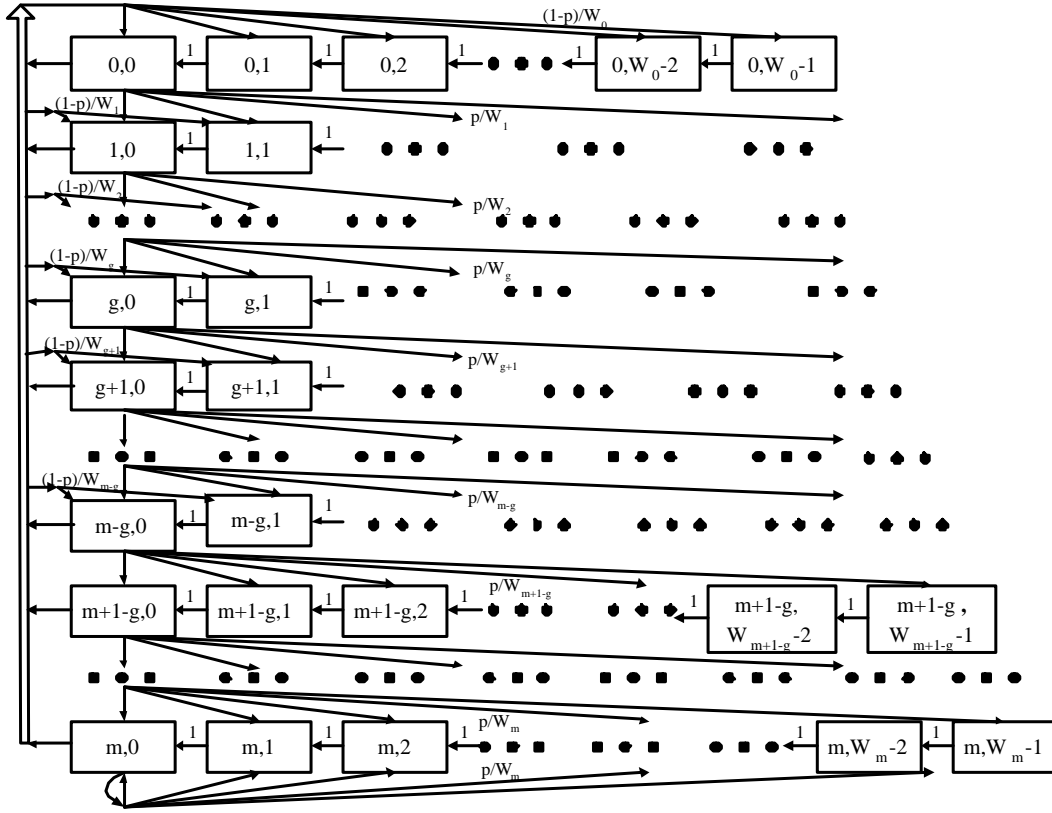 (1-p)/W0
0,0 1 0,1 1 0,2 1 1 0,W0-2 1 0,W0-1
(1-p)/W1 p/W1
1,0 1 1,1 1
(1-p)/W2 p/W2
(1-p)/Wg p/Wg
g,0 1 g,1 1
(1-p)/Wg+1 p/Wg+1
g+1,0 1 g+1,1 1
(1-p)/Wm-g p/Wm-g
m-g,0 1 m-g,1 1
p/Wm+1-g
m+1-g,0 1 m+1-g,1 1 m+1-g,2 1 1 m+1-g, 1 m+1-g,
Wm+1-g-2 Wm+1-g-1
p/Wm
m,0 1 m,1 1 m,2 1 1 m,Wm-2 1 m,Wm-1
p/Wm